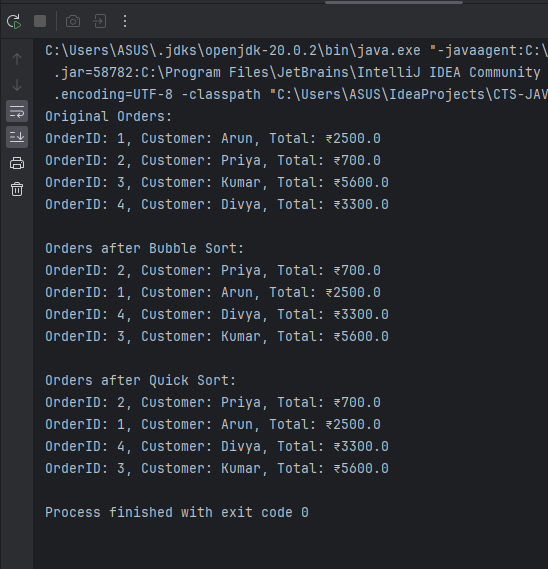 C:\Users\ASUS\.jdks\openjdk-20.0.2\bin\java.exe "-javaagent:C:\
.jar=58782:C:\Program Files\JetBrains\IntelliJ IDEA Community
.encoding=UTF-8 -classpath "C:\Users\ASUS\IdeaProjects\CTS-JAV
Original Orders:
OrderID: 1, Customer: Arun, Total: ₹2500.0
OrderID: 2, Customer: Priya, Total: ₹700.0
OrderID: 3, Customer: Kumar, Total: ₹5600.0
OrderID: 4, Customer: Divya, Total: ₹3300.0

Orders after Bubble Sort:
OrderID: 2, Customer: Priya, Total: ₹700.0
OrderID: 1, Customer: Arun, Total: ₹2500.0
OrderID: 4, Customer: Divya, Total: ₹3300.0
OrderID: 3, Customer: Kumar, Total: ₹5600.0

Orders after Quick Sort:
OrderID: 2, Customer: Priya, Total: ₹700.0
OrderID: 1, Customer: Arun, Total: ₹2500.0
OrderID: 4, Customer: Divya, Total: ₹3300.0
OrderID: 3, Customer: Kumar, Total: ₹5600.0

Process finished with exit code 0